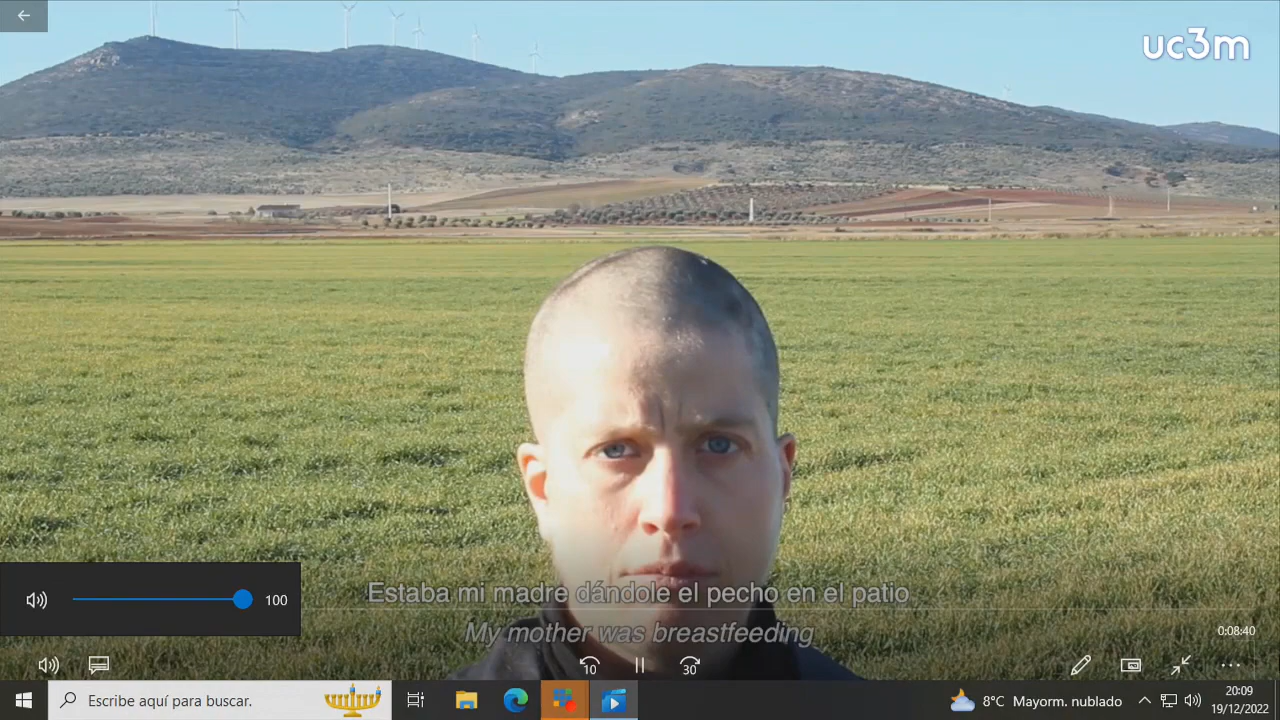 uc3m
Estaba mi madre dándole el pecho en el patio
My mother was breastfeeding
100
0:08:40
10
30
Escribe aquí para buscar.
8°C Mayorm. nublado
20:09
19/12/2022